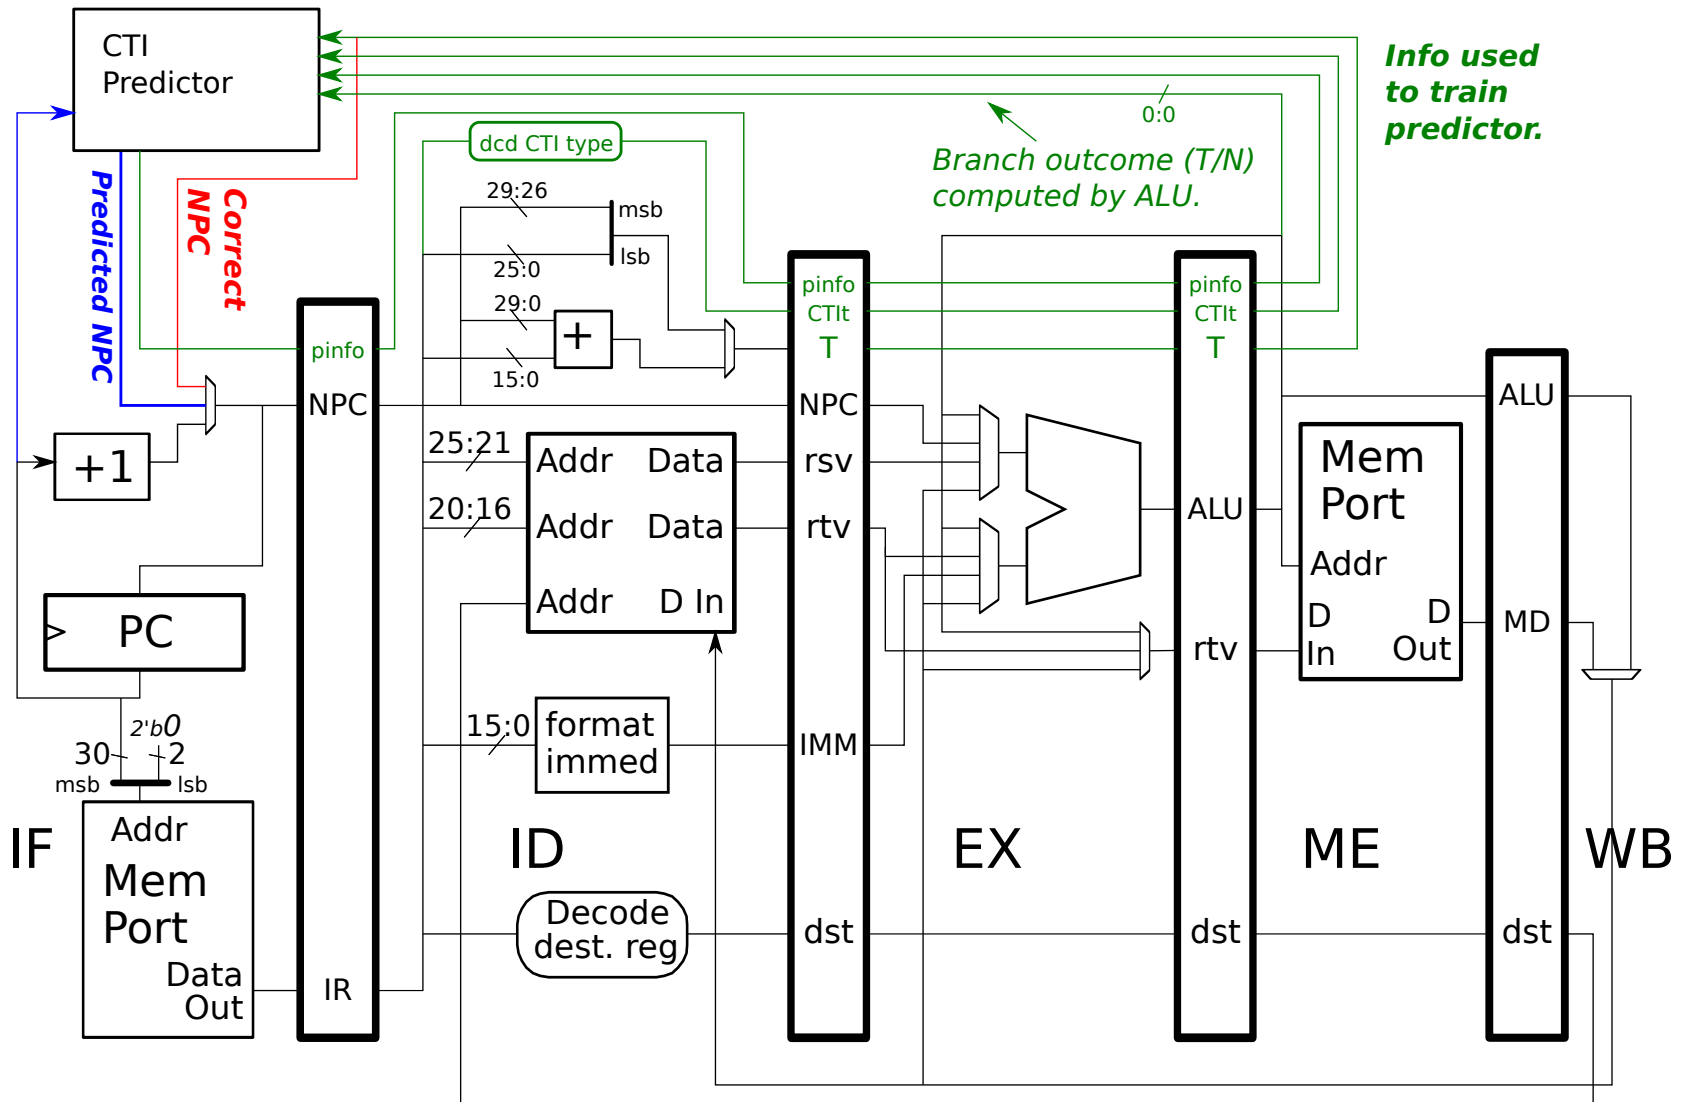 CTI
Predictor
Info used
to train
predictor.
0:0
Branch outcome (T/N)
computed by ALU.
dcd CTI type
Predicted NPC
Correct
NPC
29:26
msb
25:0
lsb
29:0
+
15:0
pinfo
NPC
pinfo
CTIt
T
NPC
rsv
rtv
IMM
dst
pinfo
CTIt
T
ALU
rtv
dst
ALU
MD
dst
+1
25:21
Addr
Data
20:16
Addr
Data
Addr
D In
PC
2'b0
30
2
msb
lsb
15:0
format
immed
Mem
Port
Addr
D
In
D
Out
IF
ID
EX
ME
WB
Addr
Mem
Port
Data
Out
IR
Decode
dest. reg